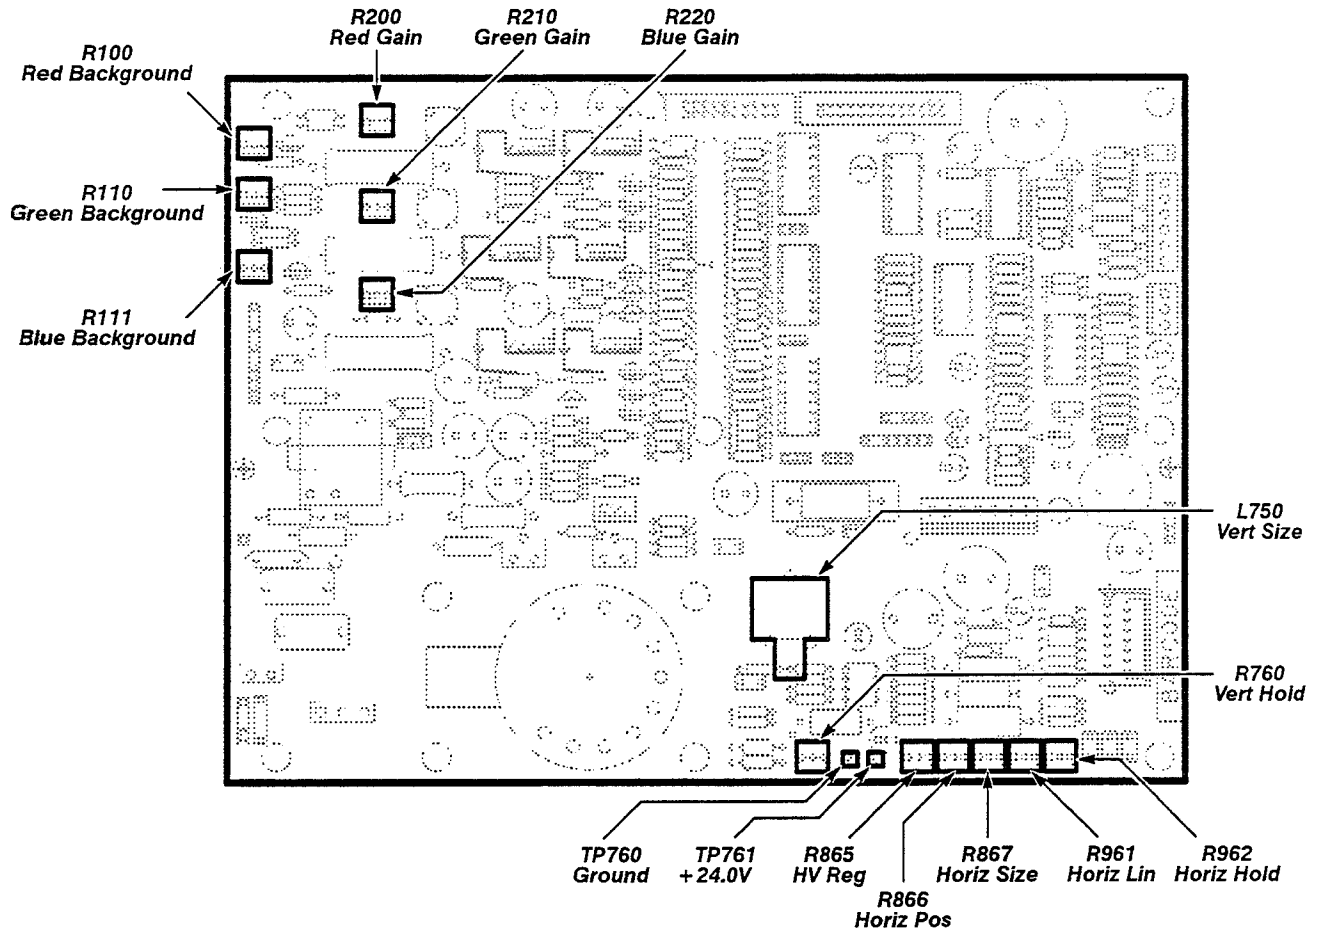 R200
Red Gain
R210
Green Gain
R220
Blue Gain
R100
Red Background
R110
Green Background
R111
Blue Background
L750
Vert Size
R760
Vert Hold
TP760
Ground
TP761
+24.0V
R865
HV Reg
R866
Horiz Pos
R867
Horiz Size
R961
Horiz Lin
R962
Horiz Hold